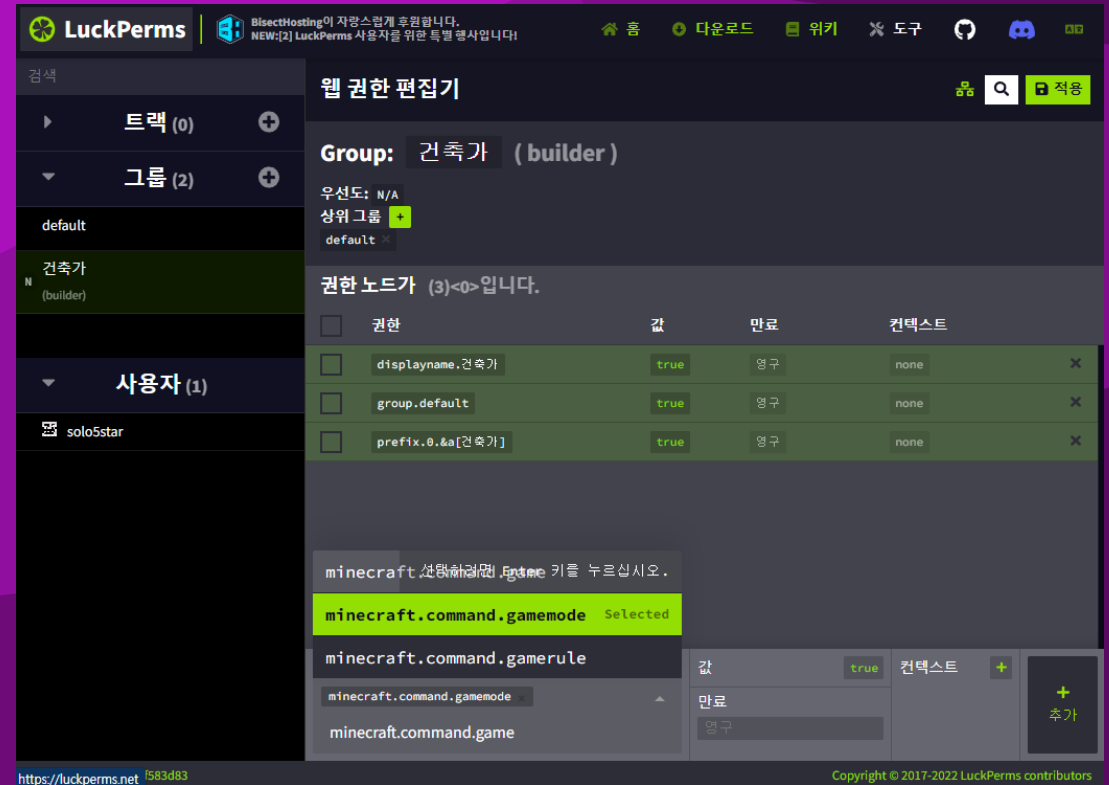 LuckPerms
BisectHosting이 자랑스럽게 후원합니다.
NEW:[2] LuckPerms 사용자를 위한 특별 행사입니다!
홈
다운로드
위키
도구
검색
트랙 (0)
그룹 (2)
default
N
건축가
(builder)
사용자 (1)
solo5star
웹 권한 편집기
적용
Group: 건축가 ( builder )
우선도: N/A
상위 그룹 +
default ×
권한 노드가 (3)<0>입니다.
권한 값 만료 컨텍스트
displayname.건축가 true 영구 none ×
group.default true 영구 none ×
prefix.0.&a[건축가] true 영구 none ×
minecraft.command.game 선택하려면 Enter 키를 누르십시오.
minecraft.command.gamemode Selected
minecraft.command.gamerule
minecraft.command.gamemode ×
minecraft.command.game
값 true
만료
영구
컨텍스트 +
+
추가
https://luckperms.net
f583d83
Copyright © 2017-2022 LuckPerms contributors